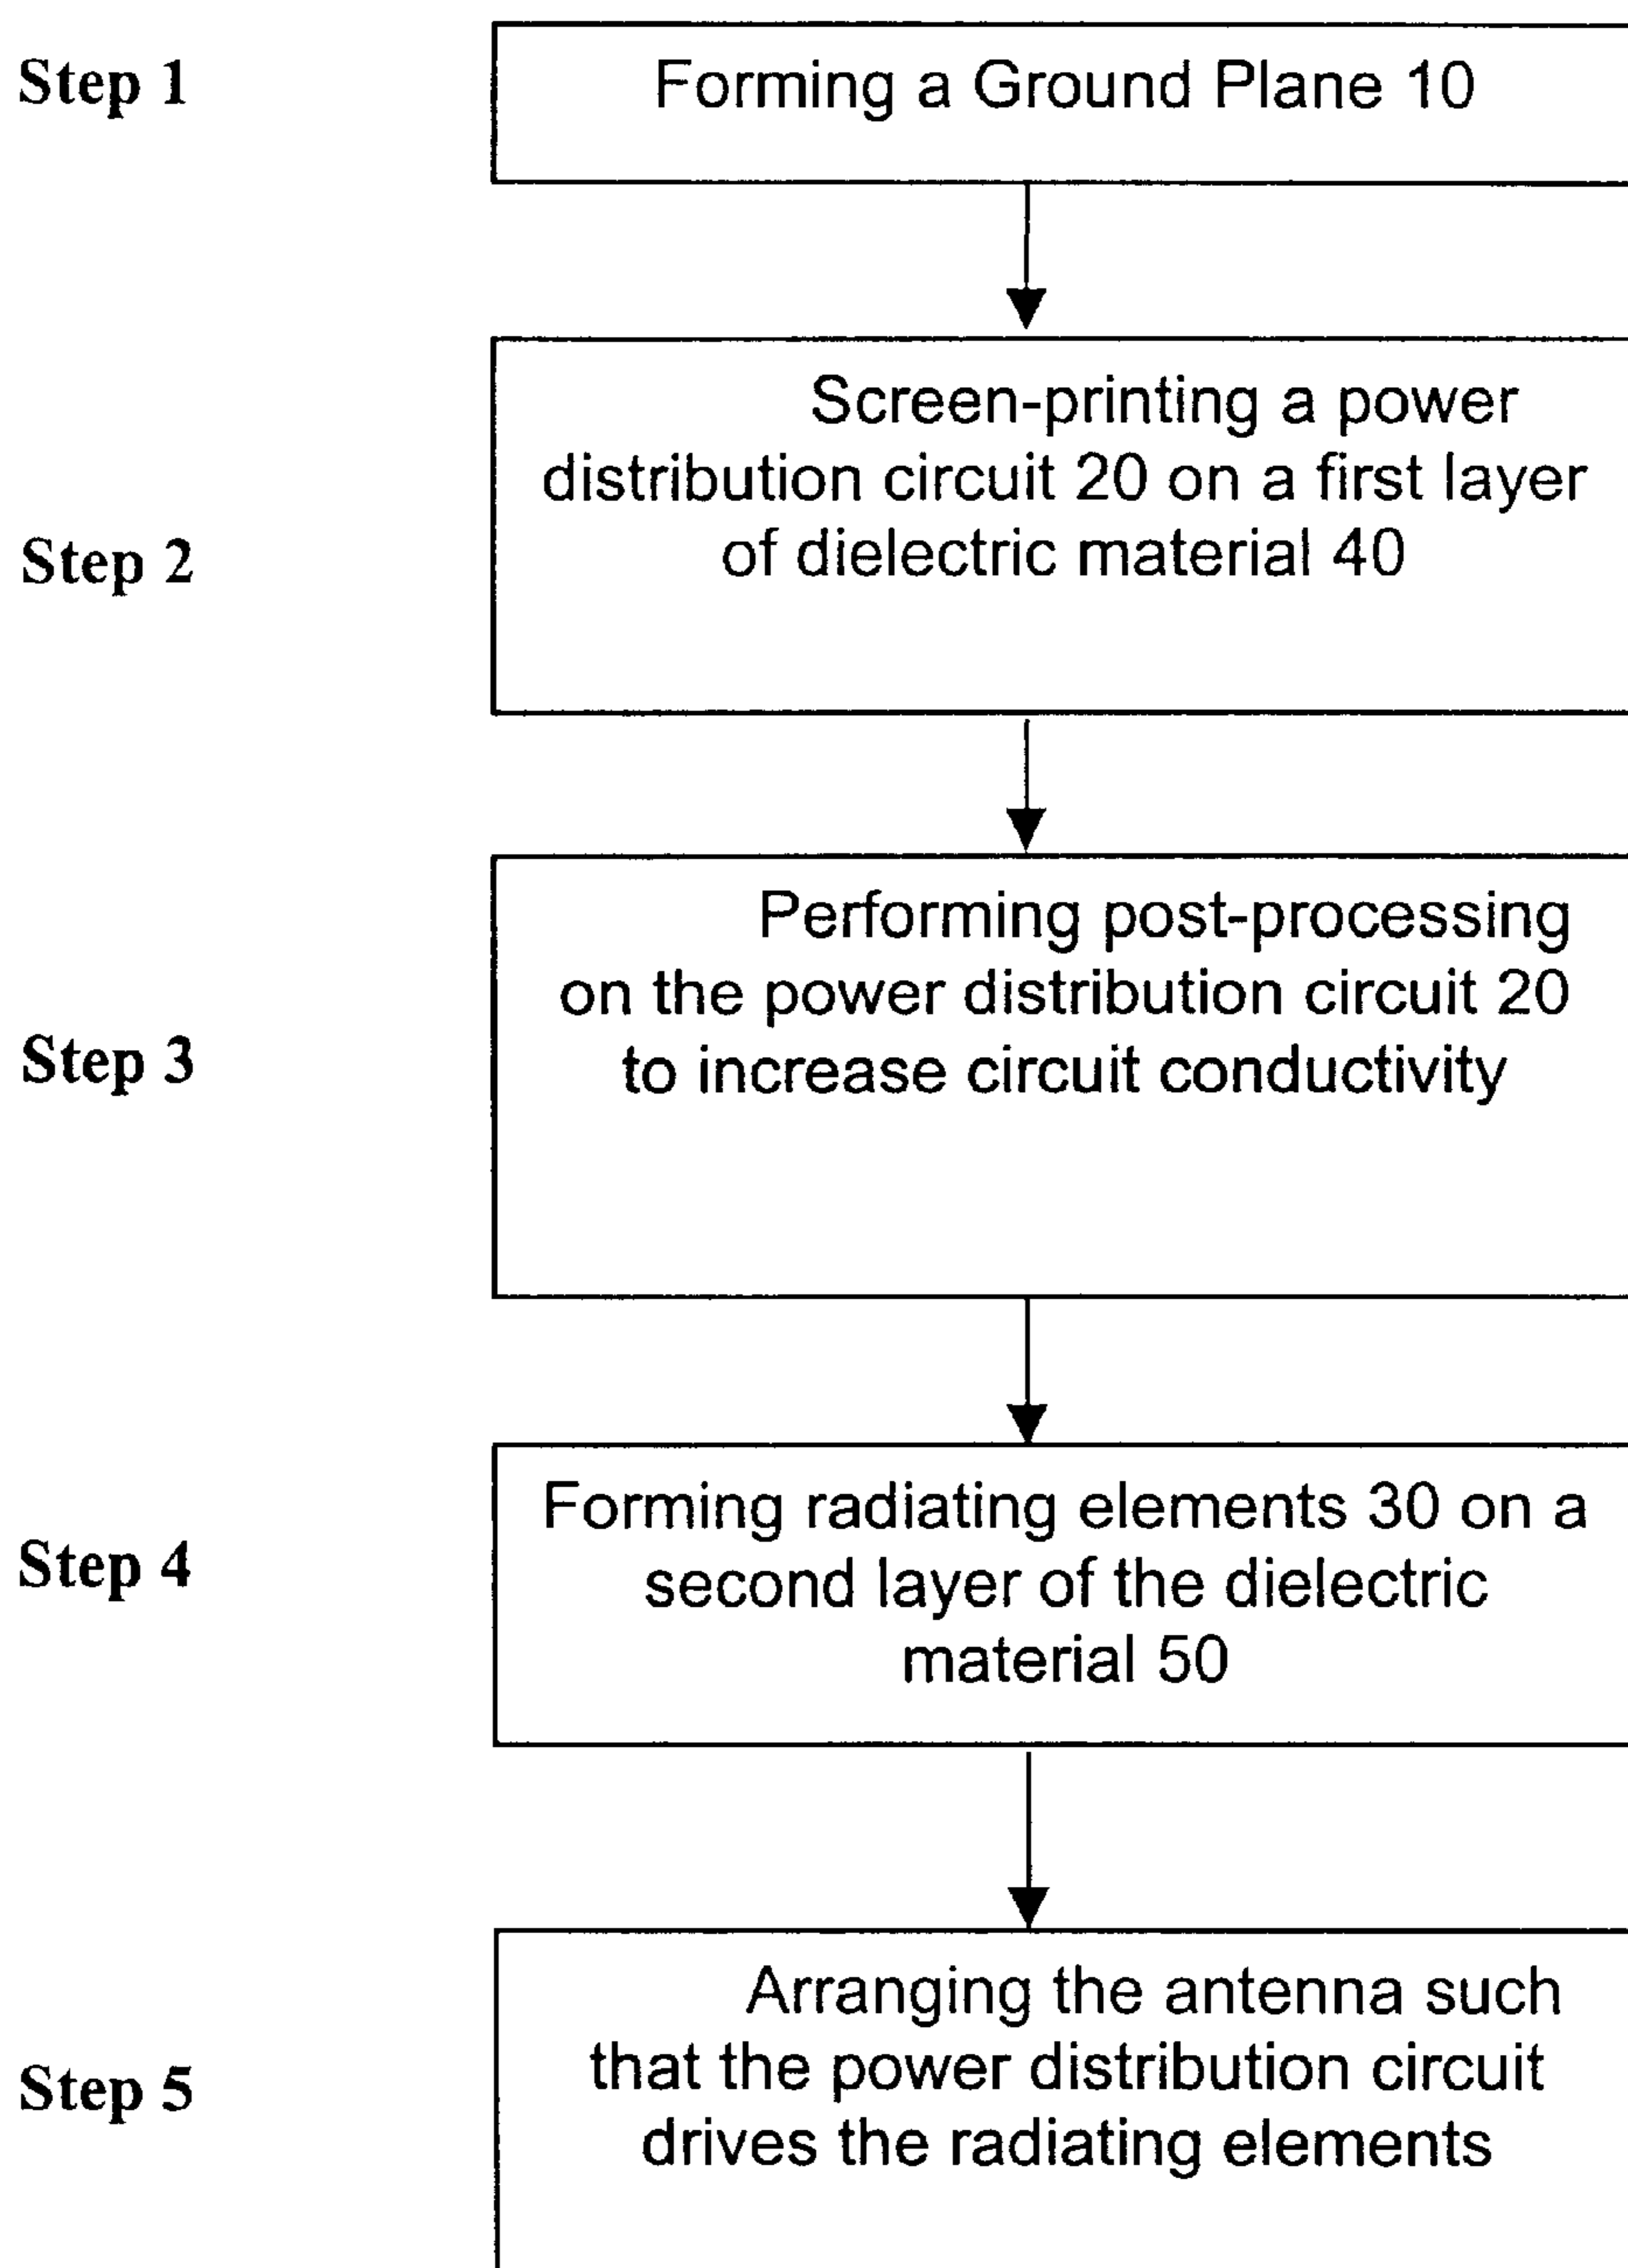 Step 1
Forming a Ground Plane 10
Screen-printing a power
distribution circuit 20 on a first layer
of dielectric material 40
Step 2
Performing post-processing
on the power distribution circuit 20
to increase circuit conductivity
Step 3
Forming radiating elements 30 on a
second layer of the dielectric
material 50
Step 4
Arranging the antenna such
that the power distribution circuit
drives the radiating elements
Step 5